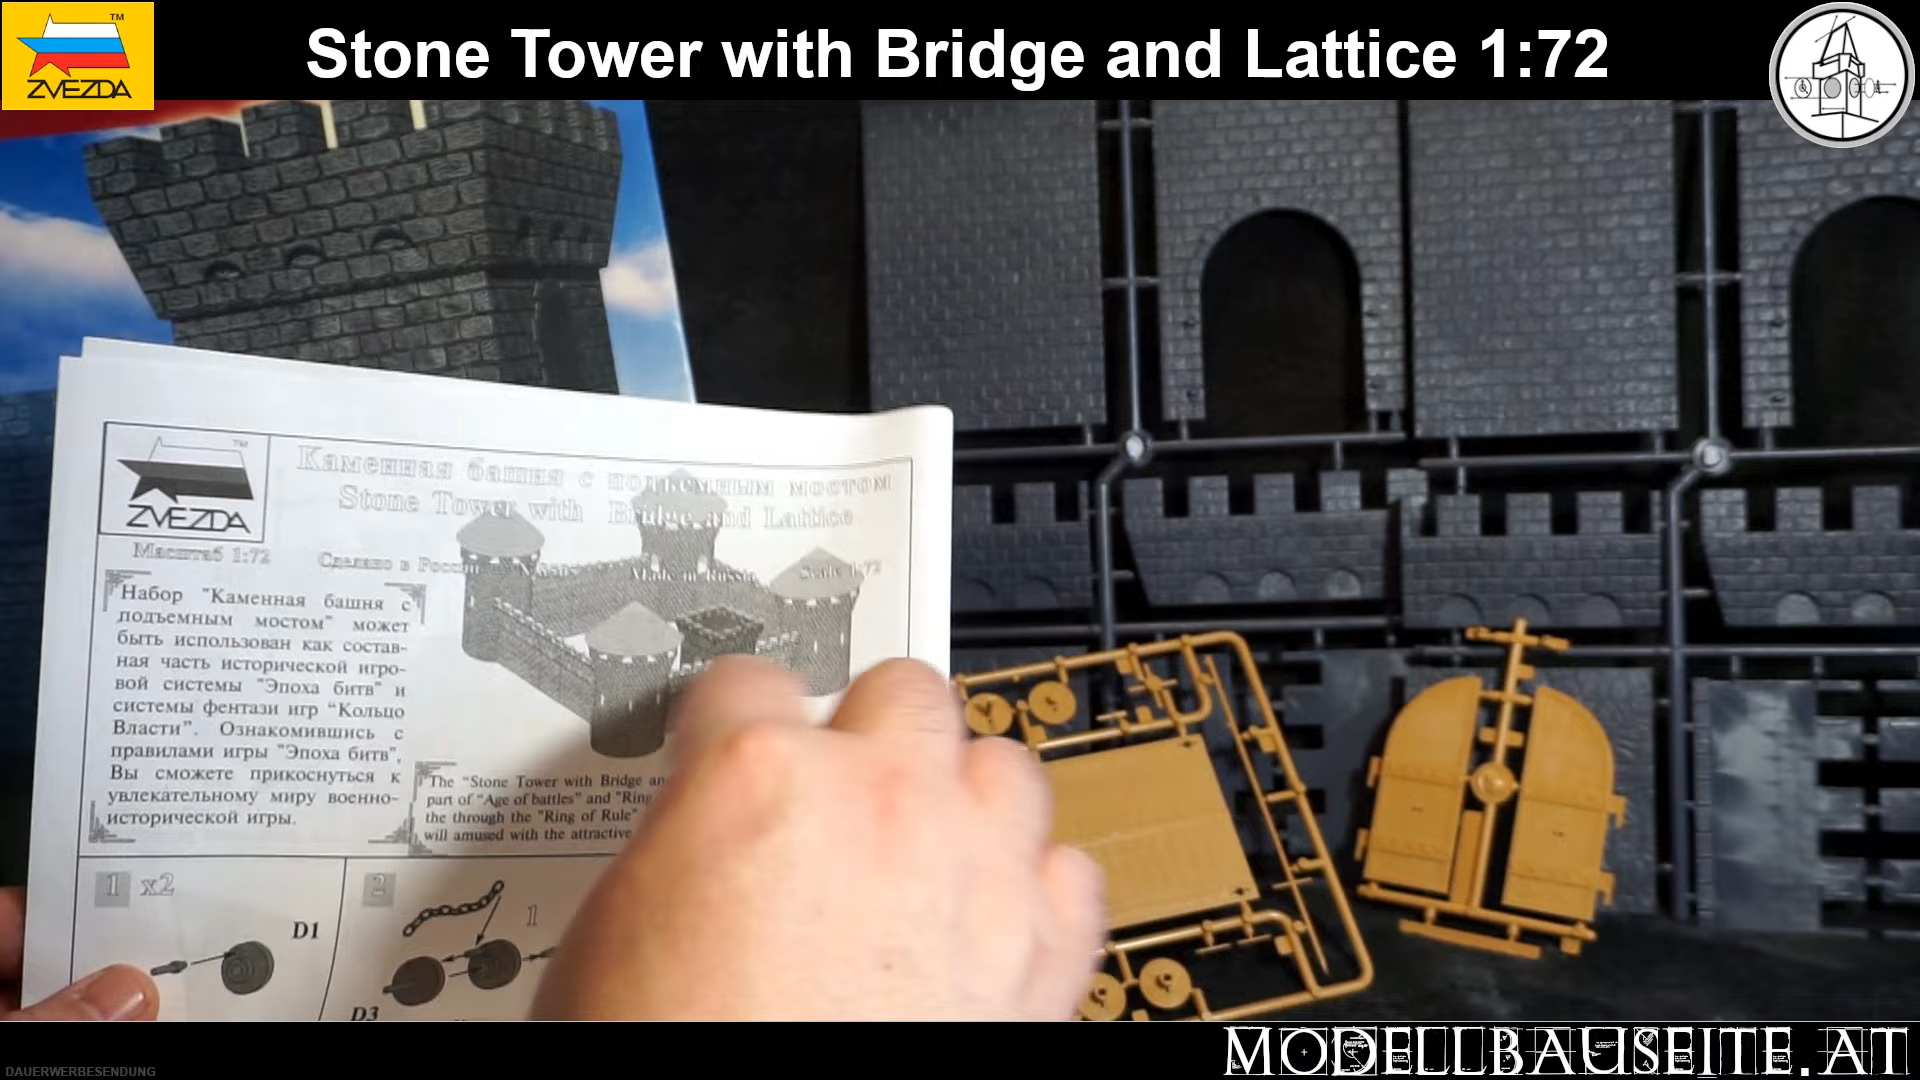 TM
ZVEZDA
Stone Tower with Bridge and Lattice 1:72
TM
ZVEZDA
Каменная башня с подъемным мостом
Stone Tower with Bridge and Lattice
Масштаб 1:72
Сделано в России
Made in Russia
Scale 1:72
Набор "Каменная башня с
подъемным мостом" может
быть использован как состав-
ная часть исторической игро-
вой системы "Эпоха битв" и
системы фентази игр "Кольцо
Власти". Ознакомившись с
правилами игры "Эпоха битв",
Вы сможете прикоснуться к
увлекательному миру военно-
исторической игры.
The "Stone Tower with Bridge
part of "Age of battles" and "Ring
the through the "Ring of Rule"
will amused with the attractive
1 x2
D1
2
1
D3
MODELLBAUSEITE.AT
DAUERWERBESENDUNG